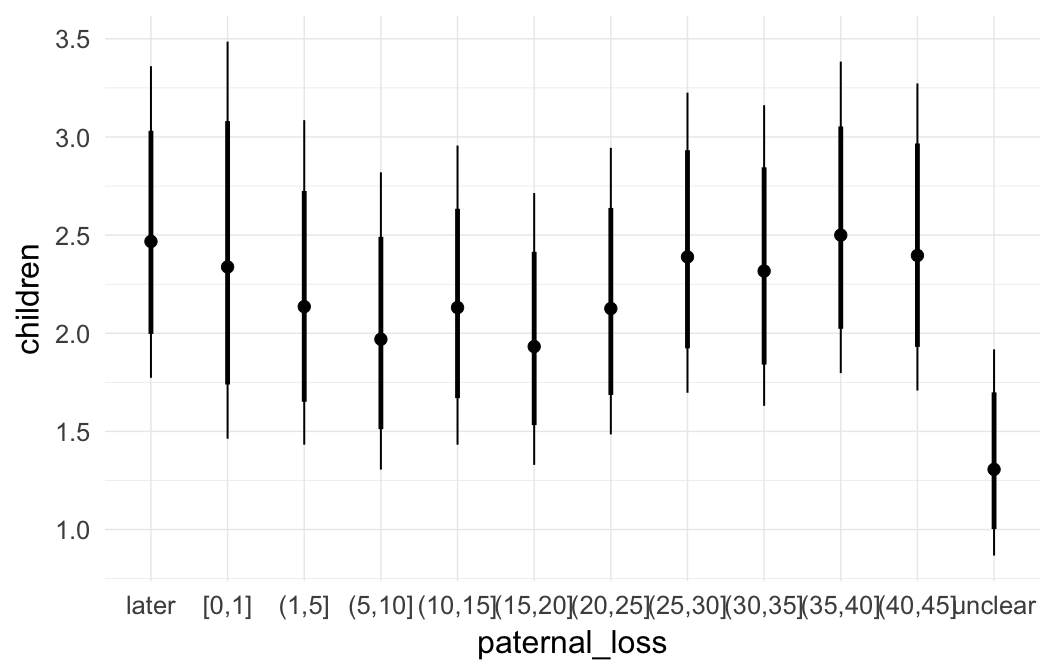 3.5
3.0
2.5
2.0
1.5
1.0
children
later [0,1] (1,5] (5,10] (10,15] (15,20] (20,25] (25,30] (30,35] (35,40] (40,45] unclear
paternal_loss